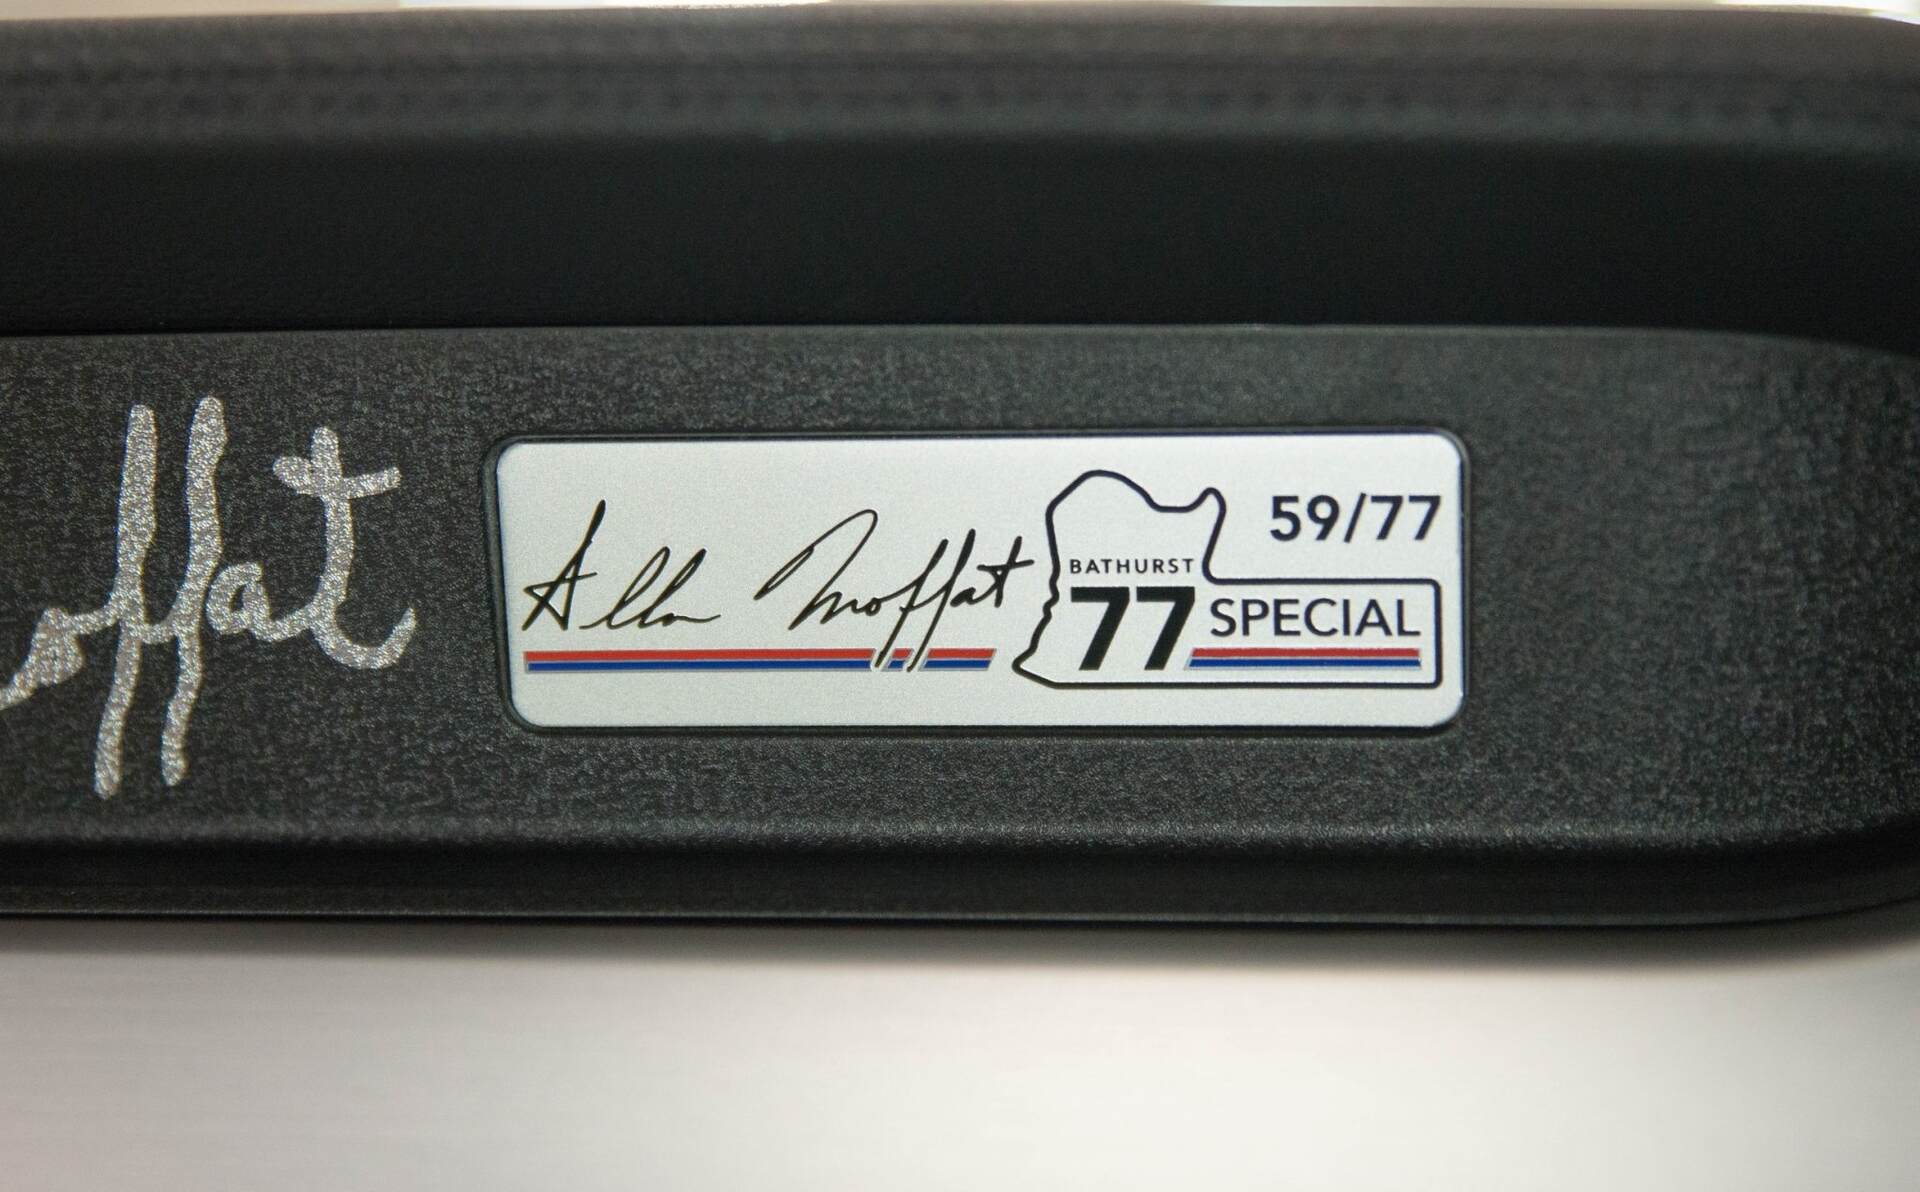 offat
Allan Moffat
59/77
BATHURST
77 SPECIAL